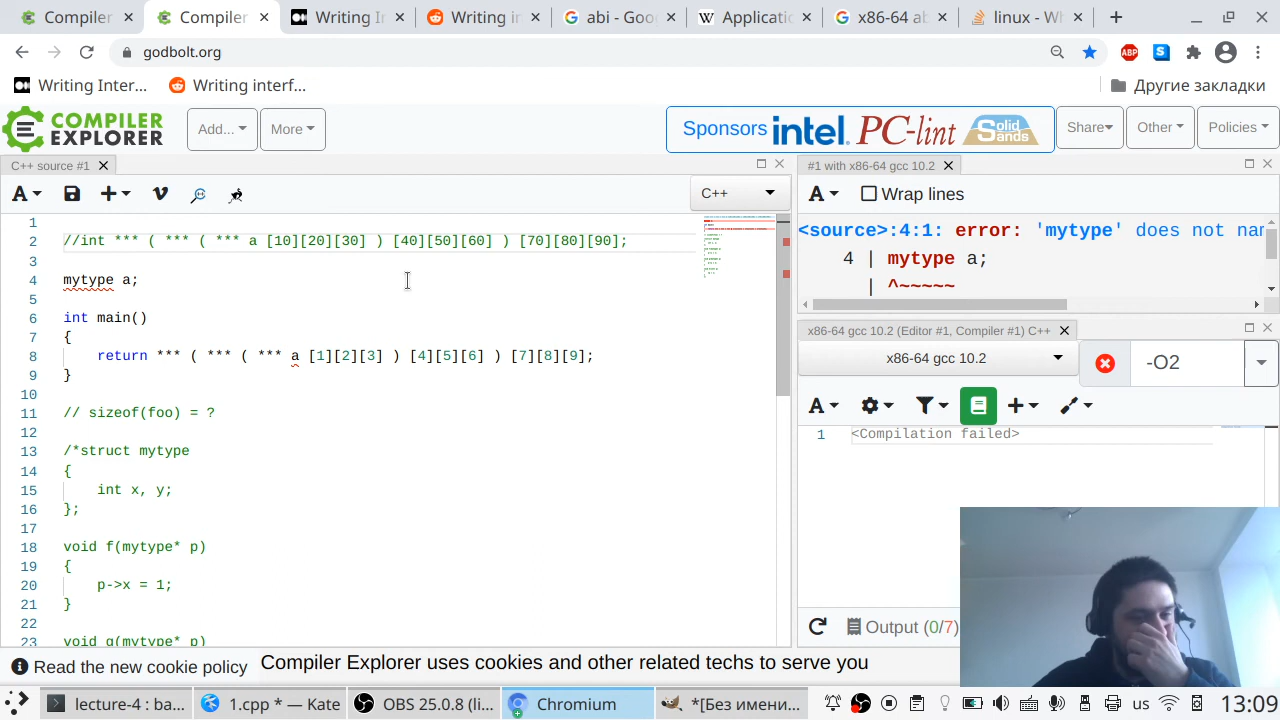 Compiler
Compiler
Writing I
Writing in
abi - Goo
Applicatio
x86-64 ab
linux - Wh
godbolt.org
ABP
S
Writing Inter...
Writing interf...
Другие закладки
COMPILER
EXPLORER
Add...
More
Sponsors intel. PC-lint Solid Sands
Share
Other
Policies
C++ source #1
#1 with x86-64 gcc 10.2
A
C++
A
Wrap lines
1
2 //int *** ( *** ( *** a [10][20][30] ) [40][50][60] ) [70][80][90];
3
4 mytype a;
5
6 int main()
7 {
8 return *** ( *** ( *** a [1][2][3] ) [4][5][6] ) [7][8][9];
9 }
10
11 // sizeof(foo) = ?
12
13 /*struct mytype
14 {
15 int x, y;
16 };
17
18 void f(mytype* p)
19 {
20 p->x = 1;
21 }
22
23 void g(mytype* p)
<source>:4:1: error: 'mytype' does not nam
4 | mytype a;
| ^~~~~~
x86-64 gcc 10.2 (Editor #1, Compiler #1) C++
x86-64 gcc 10.2
-O2
A
1 <Compilation failed>
Output (0/7)
Read the new cookie policy
Compiler Explorer uses cookies and other related techs to serve you
lecture-4 : ba...
1.cpp * — Kate
OBS 25.0.8 (li...
Chromium
*[Без имени...
us
13:09